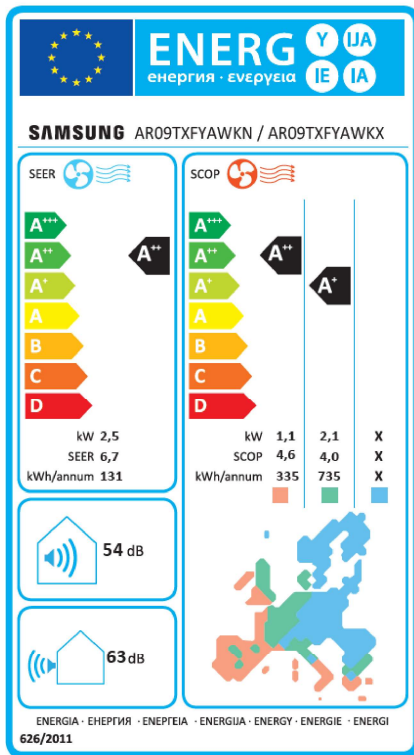 ENERG Y IJA
енергия · ενεργεια IE IA
SAMSUNG AR09TXFYAWKN / AR09TXFYAWKX
SEER
A+++
A++
A+
A
B
C
D
A++
kW 2,5
SEER 6,7
kWh/annum 131
SCOP
A+++
A++
A+
A
B
C
D
A++
A+
kW 1,1 2,1 X
SCOP 4,6 4,0 X
kWh/annum 335 735 X
54 dB
63 dB
ENERGIA · ЕНЕРГИЯ · ΕΝΕΡΓΕΙΑ · ENERGIJA · ENERGY · ENERGIE · ENERGI
626/2011